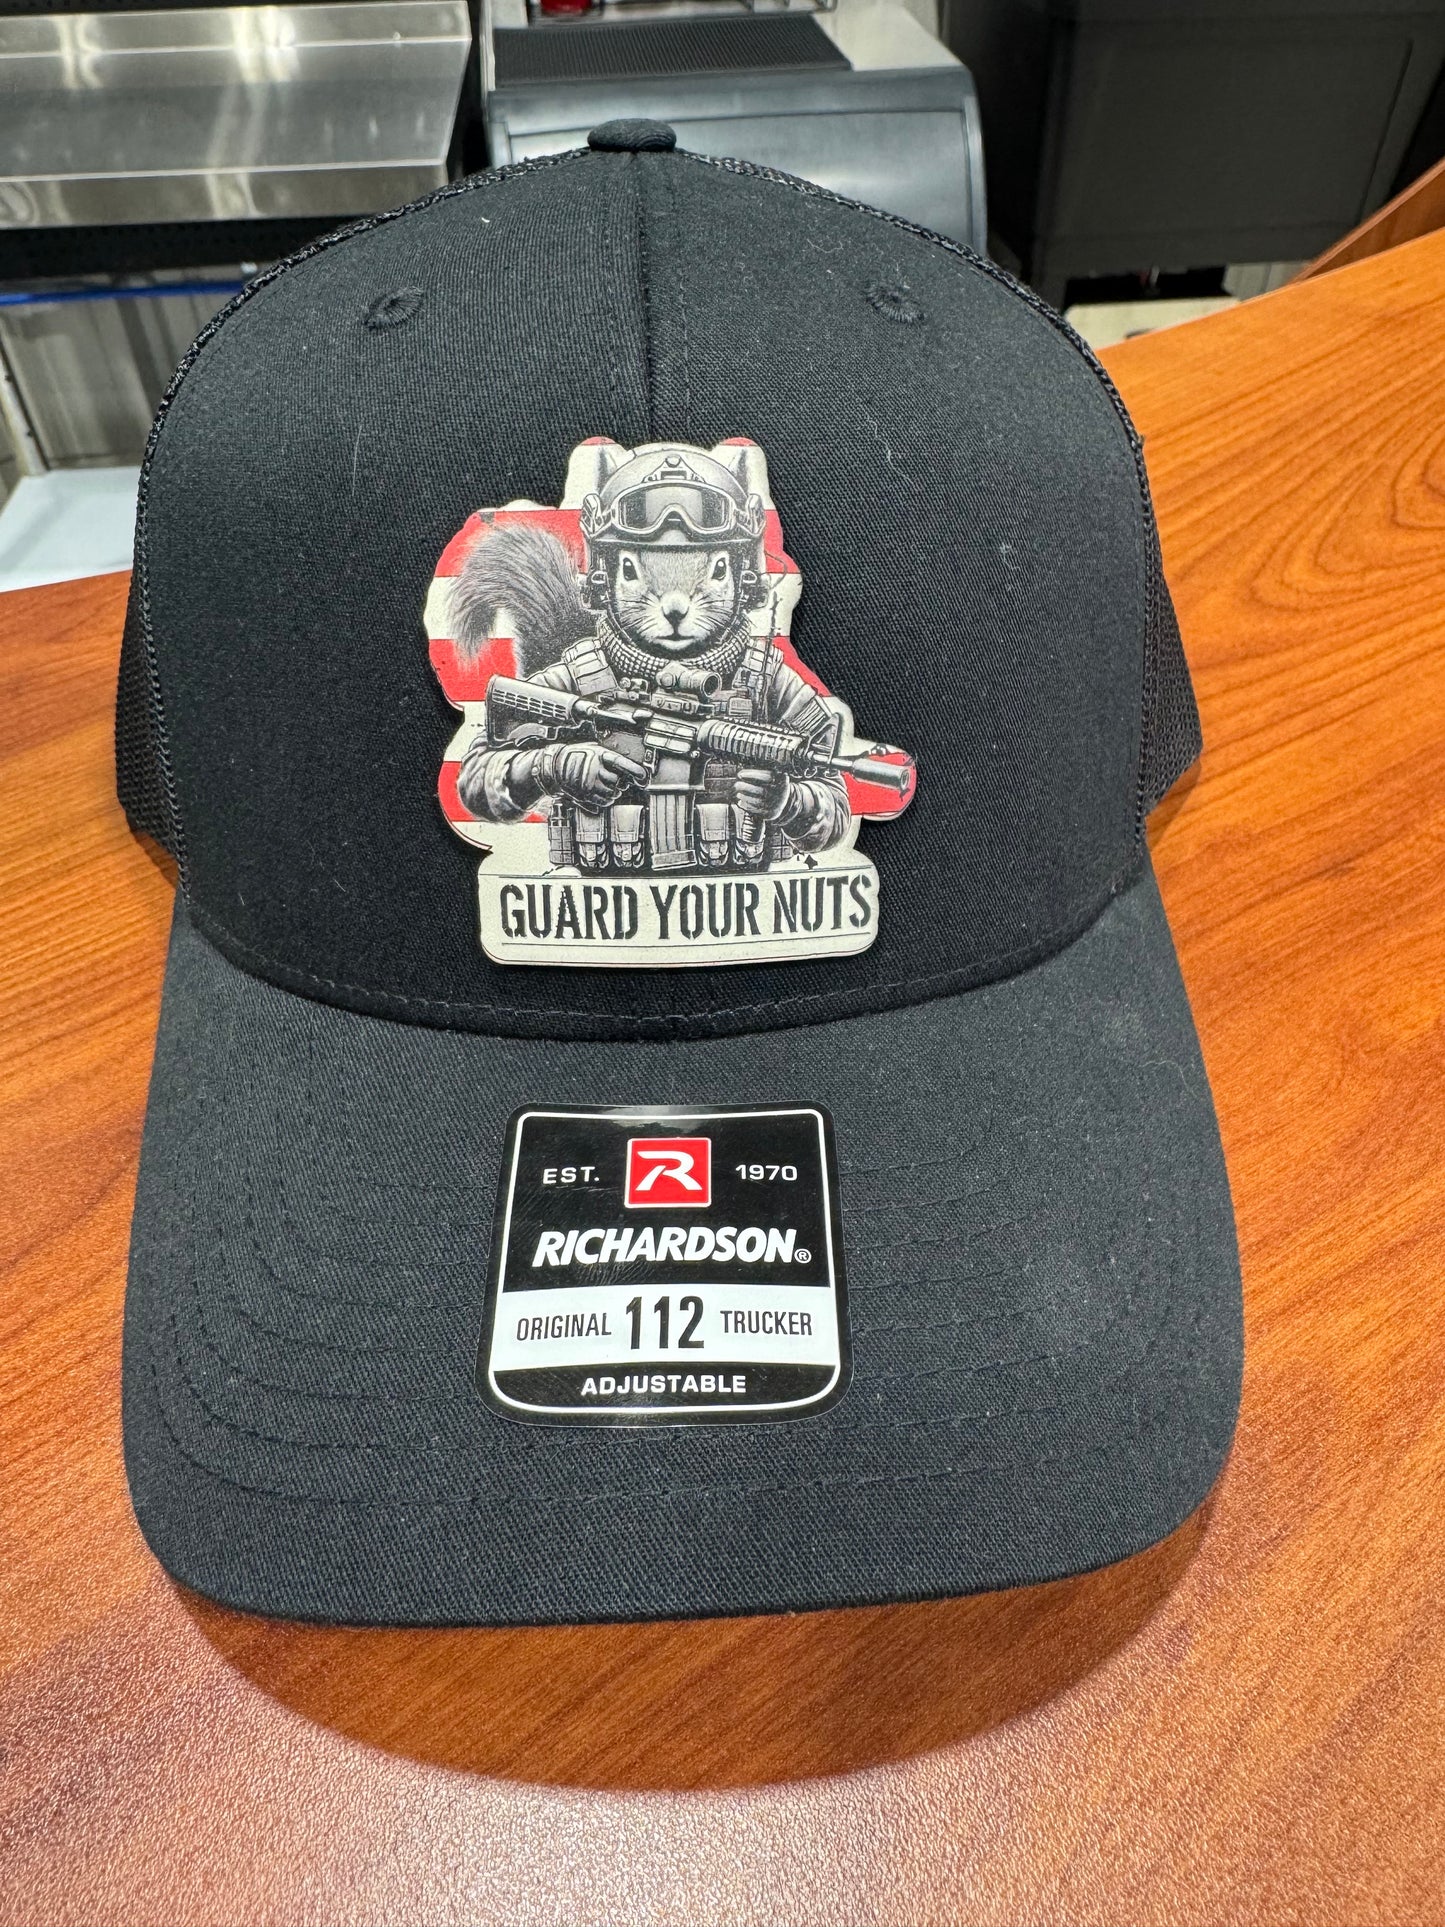 GUARD YOUR NUTS
EST. R 1970
RICHARDSON®
ORIGINAL 112 TRUCKER
ADJUSTABLE